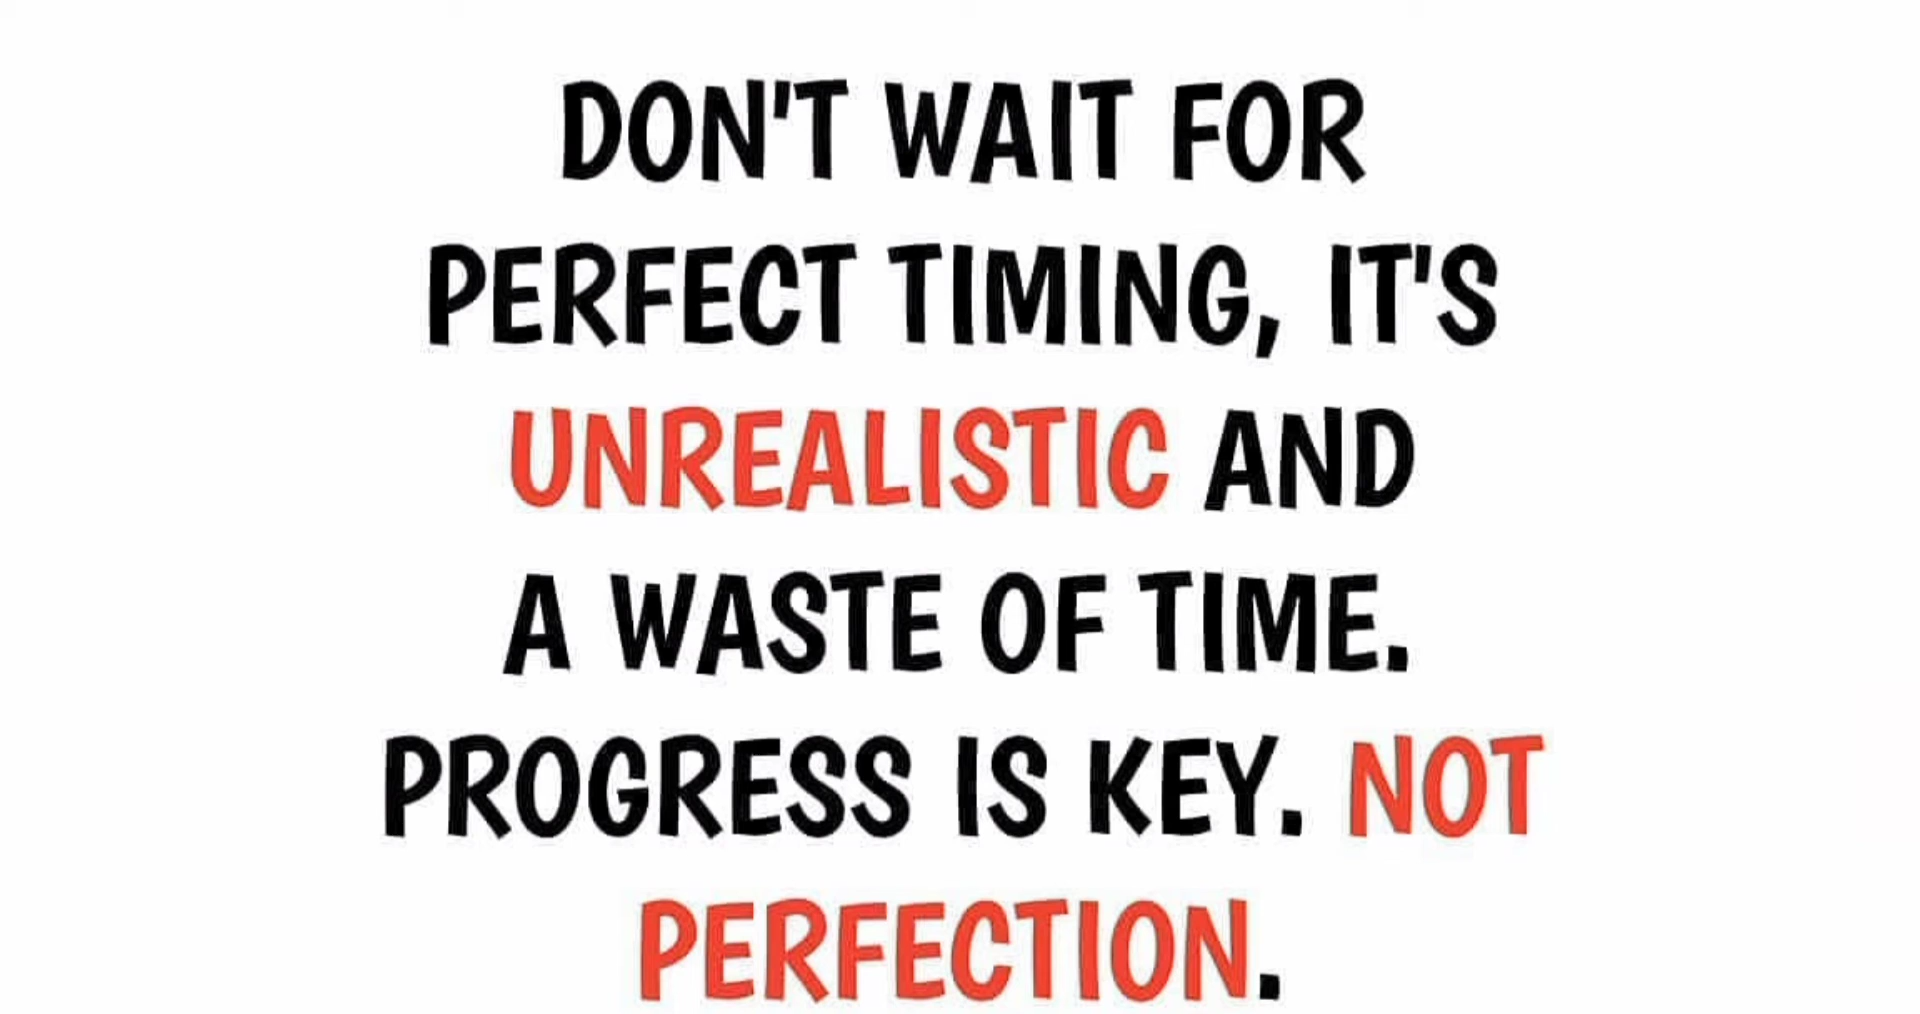 DON'T WAIT FOR
PERFECT TIMING, IT'S
UNREALISTIC AND
A WASTE OF TIME.
PROGRESS IS KEY. NOT
PERFECTION.